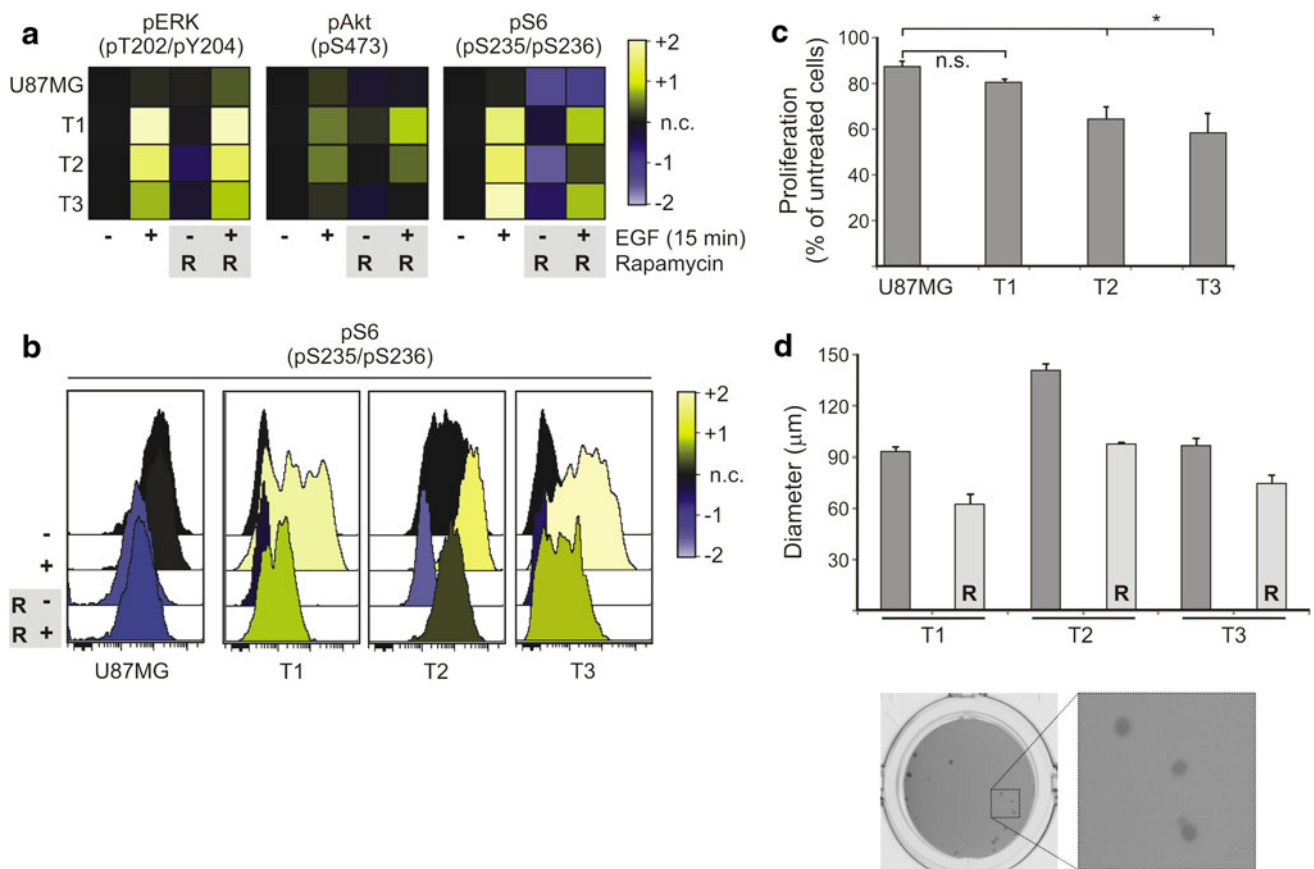 a
pERK
(pT202/pY204)
pAkt
(pS473)
pS6
(pS235/pS236)
U87MG
T1
T2
T3
+2
+1
n.c.
-1
-2
- + - + - + - + - + - + EGF (15 min)
R R R R R R Rapamycin
b
pS6
(pS235/pS236)
+2
+1
n.c.
-1
-2
-
+
R -
R +
U87MG T1 T2 T3
c
Proliferation
(% of untreated cells)
100
80
60
40
20
n.s.
*
U87MG T1 T2 T3
d
Diameter (µm)
150
120
90
60
30
R R R
T1 T2 T3